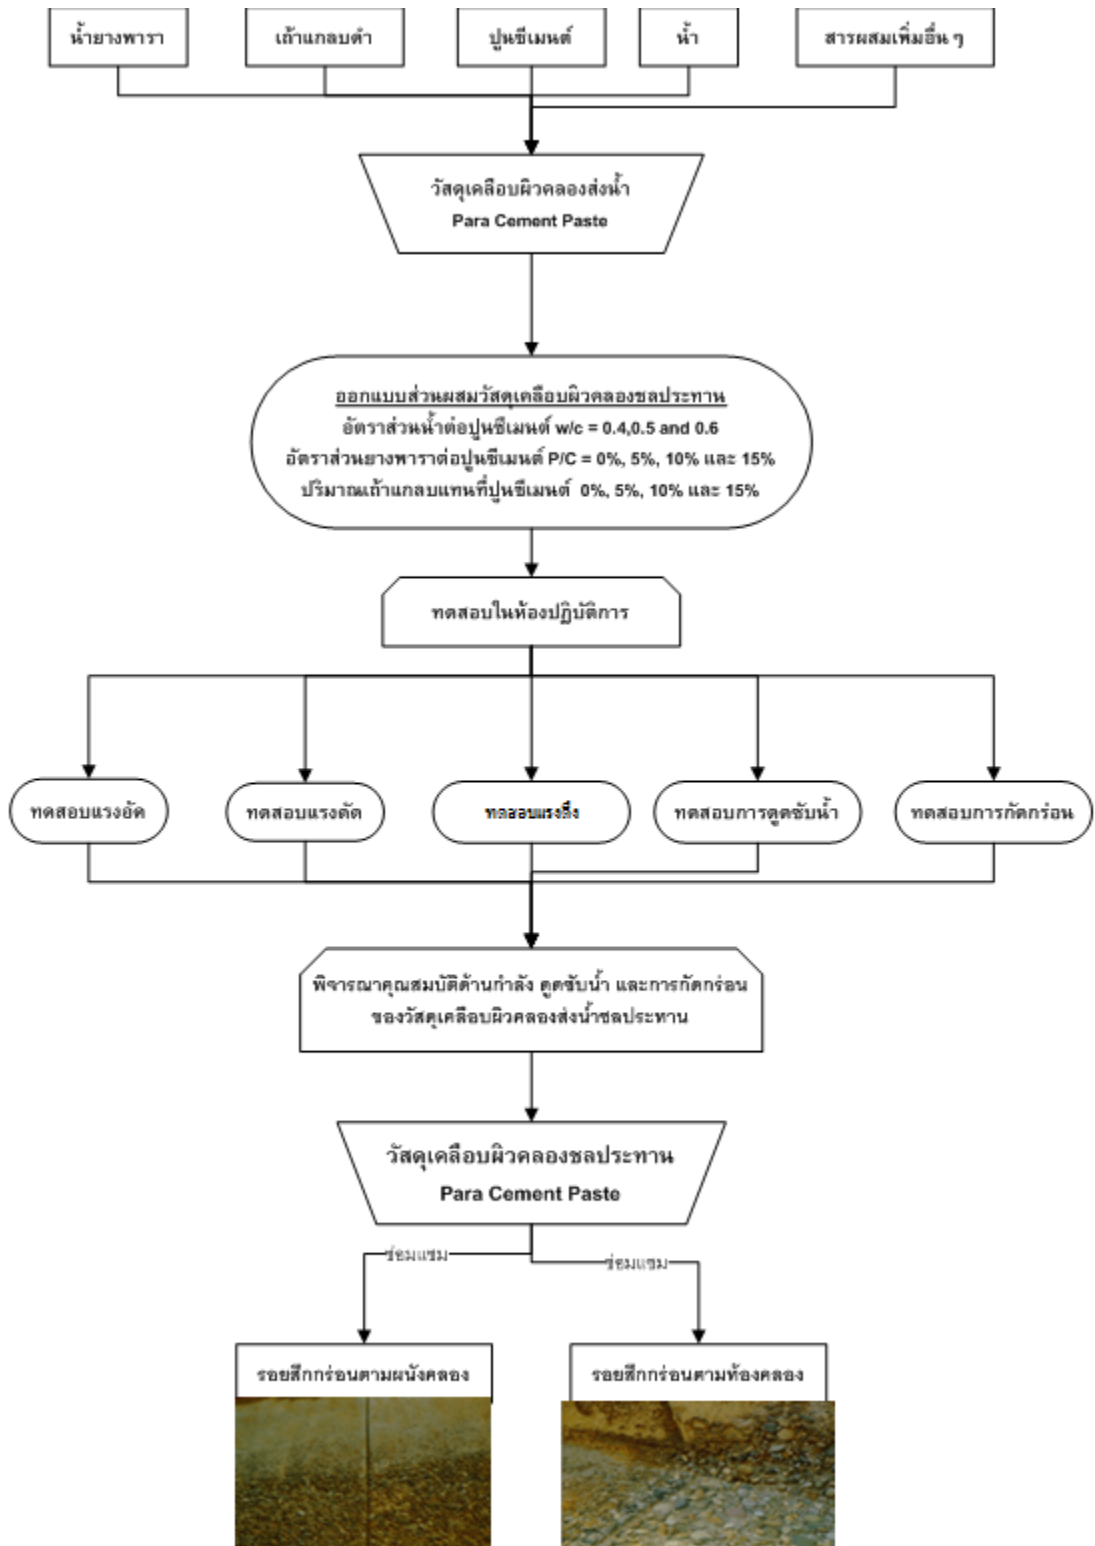 น้ำยางพารา
เถ้าแกลบดำ
ปูนซีเมนต์
น้ำ
สารผสมเพิ่มอื่น ๆ
วัสดุเคลือบผิวคลองส่งน้ำ
Para Cement Paste
ออกแบบส่วนผสมวัสดุเคลือบผิวคลองชลประทาน
อัตราส่วนน้ำต่อปูนซีเมนต์ w/c = 0.4,0.5 and 0.6
อัตราส่วนยางพาราต่อปูนซีเมนต์ P/C = 0%, 5%, 10% และ 15%
ปริมาณเถ้าแกลบแทนที่ปูนซีเมนต์ 0%, 5%, 10% และ 15%
ทดสอบในห้องปฏิบัติการ
ทดสอบแรงอัด
ทดสอบแรงดัด
ทดสอบแรงดึง
ทดสอบการดูดซับน้ำ
ทดสอบการกัดกร่อน
พิจารณาคุณสมบัติด้านกำลัง ดูดซับน้ำ และการกัดกร่อน
ของวัสดุเคลือบผิวคลองส่งน้ำชลประทาน
วัสดุเคลือบผิวคลองชลประทาน
Para Cement Paste
ซ่อมแซม
ซ่อมแซม
รอยสึกกร่อนตามผนังคลอง
รอยสึกกร่อนตามท้องคลอง